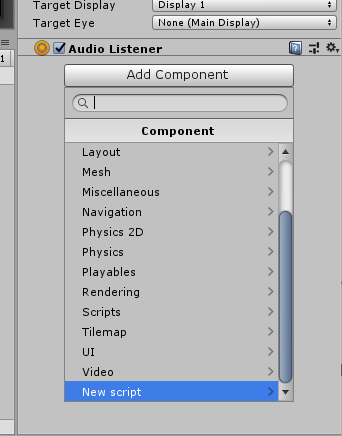 Target Display Display 1
Target Eye None (Main Display)
1
Audio Listener
Add Component
Component
Layout
Mesh
Miscellaneous
Navigation
Physics 2D
Physics
Playables
Rendering
Scripts
Tilemap
UI
Video
New script